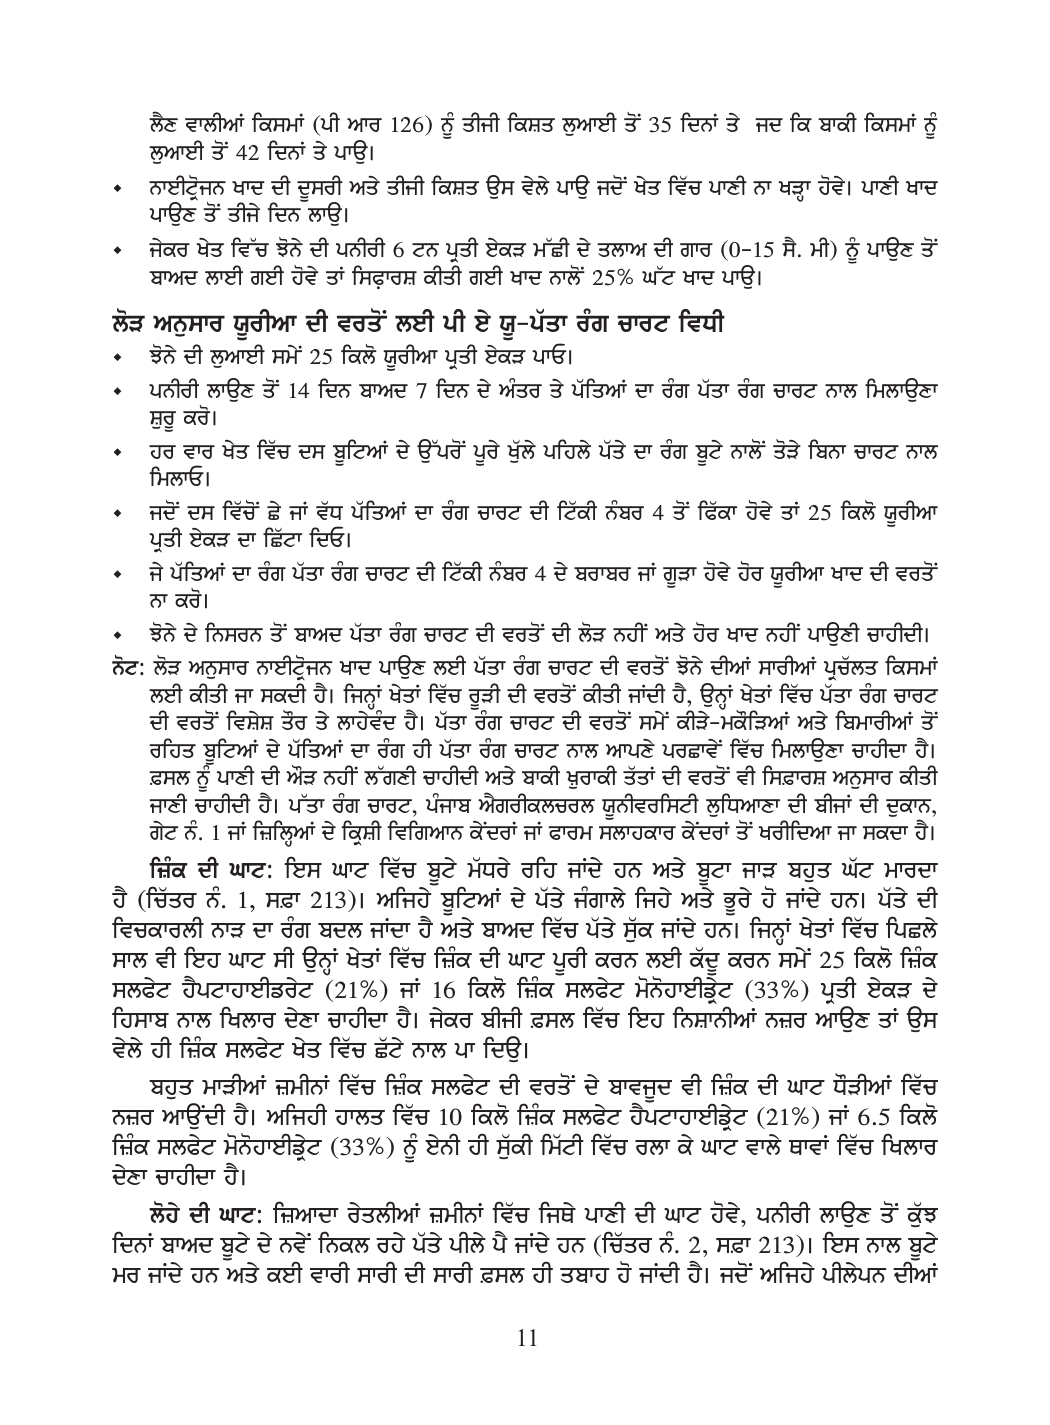 ਲੈਣ ਵਾਲੀਆਂ ਕਿਸਮਾਂ (ਪੀ ਆਰ 126) ਨੂੰ ਤੀਜੀ ਕਿਸ਼ਤ ਲੁਆਈ ਤੋਂ 35 ਦਿਨਾਂ ਤੇ ਜਦ ਕਿ ਬਾਕੀ ਕਿਸਮਾਂ ਨੂੰ
ਲੁਆਈ ਤੋਂ 42 ਦਿਨਾਂ ਤੇ ਪਾਉ।
⬩ ਨਾਈਟ੍ਰੋਜਨ ਖਾਦ ਦੀ ਦੂਸਰੀ ਅਤੇ ਤੀਜੀ ਕਿਸ਼ਤ ਉਸ ਵੇਲੇ ਪਾਉ ਜਦੋਂ ਖੇਤ ਵਿੱਚ ਪਾਣੀ ਨਾ ਖੜ੍ਹਾ ਹੋਵੇ। ਪਾਣੀ ਖਾਦ
ਪਾਉਣ ਤੋਂ ਤੀਜੇ ਦਿਨ ਲਾਉ।
⬩ ਜੇਕਰ ਖੇਤ ਵਿੱਚ ਝੋਨੇ ਦੀ ਪਨੀਰੀ 6 ਟਨ ਪ੍ਰਤੀ ਏਕੜ ਮੱਛੀ ਦੇ ਤਲਾਅ ਦੀ ਗਾਰ (0-15 ਸੈ. ਮੀ) ਨੂੰ ਪਾਉਣ ਤੋਂ
ਬਾਅਦ ਲਾਈ ਗਈ ਹੋਵੇ ਤਾਂ ਸਿਫ਼ਾਰਸ਼ ਕੀਤੀ ਗਈ ਖਾਦ ਨਾਲੋਂ 25% ਘੱਟ ਖਾਦ ਪਾਉ।
ਲੋੜ ਅਨੁਸਾਰ ਯੂਰੀਆ ਦੀ ਵਰਤੋਂ ਲਈ ਪੀ ਏ ਯੂ-ਪੱਤਾ ਰੰਗ ਚਾਰਟ ਵਿਧੀ
⬩ ਝੋਨੇ ਦੀ ਲੁਆਈ ਸਮੇਂ 25 ਕਿਲੋ ਯੂਰੀਆ ਪ੍ਰਤੀ ਏਕੜ ਪਾਓ।
⬩ ਪਨੀਰੀ ਲਾਉਣ ਤੋਂ 14 ਦਿਨ ਬਾਅਦ 7 ਦਿਨ ਦੇ ਅੰਤਰ ਤੇ ਪੱਤਿਆਂ ਦਾ ਰੰਗ ਪੱਤਾ ਰੰਗ ਚਾਰਟ ਨਾਲ ਮਿਲਾਉਣਾ
ਸ਼ੁਰੂ ਕਰੋ।
⬩ ਹਰ ਵਾਰ ਖੇਤ ਵਿੱਚ ਦਸ ਬੂਟਿਆਂ ਦੇ ਉੱਪਰੋਂ ਪੂਰੇ ਖੁੱਲੇ ਪਹਿਲੇ ਪੱਤੇ ਦਾ ਰੰਗ ਬੂਟੇ ਨਾਲੋਂ ਤੋੜੇ ਬਿਨਾ ਚਾਰਟ ਨਾਲ
ਮਿਲਾਓ।
⬩ ਜਦੋਂ ਦਸ ਵਿੱਚੋਂ ਛੇ ਜਾਂ ਵੱਧ ਪੱਤਿਆਂ ਦਾ ਰੰਗ ਚਾਰਟ ਦੀ ਟਿੱਕੀ ਨੰਬਰ 4 ਤੋਂ ਫਿੱਕਾ ਹੋਵੇ ਤਾਂ 25 ਕਿਲੋ ਯੂਰੀਆ
ਪ੍ਰਤੀ ਏਕੜ ਦਾ ਛਿੱਟਾ ਦਿਓ।
⬩ ਜੇ ਪੱਤਿਆਂ ਦਾ ਰੰਗ ਪੱਤਾ ਰੰਗ ਚਾਰਟ ਦੀ ਟਿੱਕੀ ਨੰਬਰ 4 ਦੇ ਬਰਾਬਰ ਜਾਂ ਗੂੜਾ ਹੋਵੇ ਹੋਰ ਯੂਰੀਆ ਖਾਦ ਦੀ ਵਰਤੋਂ
ਨਾ ਕਰੋ।
⬩ ਝੋਨੇ ਦੇ ਨਿਸਰਨ ਤੋਂ ਬਾਅਦ ਪੱਤਾ ਰੰਗ ਚਾਰਟ ਦੀ ਵਰਤੋਂ ਦੀ ਲੋੜ ਨਹੀਂ ਅਤੇ ਹੋਰ ਖਾਦ ਨਹੀਂ ਪਾਉਣੀ ਚਾਹੀਦੀ।
ਨੋਟ: ਲੋੜ ਅਨੁਸਾਰ ਨਾਈਟ੍ਰੋਜਨ ਖਾਦ ਪਾਉਣ ਲਈ ਪੱਤਾ ਰੰਗ ਚਾਰਟ ਦੀ ਵਰਤੋਂ ਝੋਨੇ ਦੀਆਂ ਸਾਰੀਆਂ ਪ੍ਰਚੱਲਤ ਕਿਸਮਾਂ
ਲਈ ਕੀਤੀ ਜਾ ਸਕਦੀ ਹੈ। ਜਿਨ੍ਹਾਂ ਖੇਤਾਂ ਵਿੱਚ ਰੂੜੀ ਦੀ ਵਰਤੋਂ ਕੀਤੀ ਜਾਂਦੀ ਹੈ, ਉਨ੍ਹਾਂ ਖੇਤਾਂ ਵਿੱਚ ਪੱਤਾ ਰੰਗ ਚਾਰਟ
ਦੀ ਵਰਤੋਂ ਵਿਸ਼ੇਸ਼ ਤੌਰ ਤੇ ਲਾਹੇਵੰਦ ਹੈ। ਪੱਤਾ ਰੰਗ ਚਾਰਟ ਦੀ ਵਰਤੋਂ ਸਮੇਂ ਕੀੜੇ-ਮਕੌੜਿਆਂ ਅਤੇ ਬਿਮਾਰੀਆਂ ਤੋਂ
ਰਹਿਤ ਬੂਟਿਆਂ ਦੇ ਪੱਤਿਆਂ ਦਾ ਰੰਗ ਹੀ ਪੱਤਾ ਰੰਗ ਚਾਰਟ ਨਾਲ ਆਪਣੇ ਪਰਛਾਵੇਂ ਵਿੱਚ ਮਿਲਾਉਣਾ ਚਾਹੀਦਾ ਹੈ।
ਫ਼ਸਲ ਨੂੰ ਪਾਣੀ ਦੀ ਔੜ ਨਹੀਂ ਲੱਗਣੀ ਚਾਹੀਦੀ ਅਤੇ ਬਾਕੀ ਖ਼ੁਰਾਕੀ ਤੱਤਾਂ ਦੀ ਵਰਤੋਂ ਵੀ ਸਿਫ਼ਾਰਸ਼ ਅਨੁਸਾਰ ਕੀਤੀ
ਜਾਣੀ ਚਾਹੀਦੀ ਹੈ। ਪੱਤਾ ਰੰਗ ਚਾਰਟ, ਪੰਜਾਬ ਐਗਰੀਕਲਚਰਲ ਯੂਨੀਵਰਸਿਟੀ ਲੁਧਿਆਣਾ ਦੀ ਬੀਜਾਂ ਦੀ ਦੁਕਾਨ,
ਗੇਟ ਨੰ. 1 ਜਾਂ ਜ਼ਿਲ੍ਹਿਆਂ ਦੇ ਕ੍ਰਿਸ਼ੀ ਵਿਗਿਆਨ ਕੇਂਦਰਾਂ ਜਾਂ ਫਾਰਮ ਸਲਾਹਕਾਰ ਕੇਂਦਰਾਂ ਤੋਂ ਖਰੀਦਿਆ ਜਾ ਸਕਦਾ ਹੈ।
ਜ਼ਿੰਕ ਦੀ ਘਾਟ: ਇਸ ਘਾਟ ਵਿੱਚ ਬੂਟੇ ਮੱਧਰੇ ਰਹਿ ਜਾਂਦੇ ਹਨ ਅਤੇ ਬੂਟਾ ਜਾੜ ਬਹੁਤ ਘੱਟ ਮਾਰਦਾ
ਹੈ (ਚਿੱਤਰ ਨੰ. 1, ਸਫ਼ਾ 213)। ਅਜਿਹੇ ਬੂਟਿਆਂ ਦੇ ਪੱਤੇ ਜੰਗਾਲੇ ਜਿਹੇ ਅਤੇ ਭੂਰੇ ਹੋ ਜਾਂਦੇ ਹਨ। ਪੱਤੇ ਦੀ
ਵਿਚਕਾਰਲੀ ਨਾੜ ਦਾ ਰੰਗ ਬਦਲ ਜਾਂਦਾ ਹੈ ਅਤੇ ਬਾਅਦ ਵਿੱਚ ਪੱਤੇ ਸੁੱਕ ਜਾਂਦੇ ਹਨ। ਜਿਨ੍ਹਾਂ ਖੇਤਾਂ ਵਿੱਚ ਪਿਛਲੇ
ਸਾਲ ਵੀ ਇਹ ਘਾਟ ਸੀ ਉਨ੍ਹਾਂ ਖੇਤਾਂ ਵਿੱਚ ਜ਼ਿੰਕ ਦੀ ਘਾਟ ਪੂਰੀ ਕਰਨ ਲਈ ਕੱਦੂ ਕਰਨ ਸਮੇਂ 25 ਕਿਲੋ ਜ਼ਿੰਕ
ਸਲਫੇਟ ਹੈਪਟਾਹਾਈਡਰੇਟ (21%) ਜਾਂ 16 ਕਿਲੋ ਜ਼ਿੰਕ ਸਲਫੇਟ ਮੋਨੋਹਾਈਡ੍ਰੇਟ (33%) ਪ੍ਰਤੀ ਏਕੜ ਦੇ
ਹਿਸਾਬ ਨਾਲ ਖਿਲਾਰ ਦੇਣਾ ਚਾਹੀਦਾ ਹੈ। ਜੇਕਰ ਬੀਜੀ ਫ਼ਸਲ ਵਿੱਚ ਇਹ ਨਿਸ਼ਾਨੀਆਂ ਨਜ਼ਰ ਆਉਣ ਤਾਂ ਉਸ
ਵੇਲੇ ਹੀ ਜ਼ਿੰਕ ਸਲਫੇਟ ਖੇਤ ਵਿੱਚ ਛੱਟੇ ਨਾਲ ਪਾ ਦਿਉ।
ਬਹੁਤ ਮਾੜੀਆਂ ਜ਼ਮੀਨਾਂ ਵਿੱਚ ਜ਼ਿੰਕ ਸਲਫੇਟ ਦੀ ਵਰਤੋਂ ਦੇ ਬਾਵਜੂਦ ਵੀ ਜ਼ਿੰਕ ਦੀ ਘਾਟ ਧੌੜੀਆਂ ਵਿੱਚ
ਨਜ਼ਰ ਆਉਂਦੀ ਹੈ। ਅਜਿਹੀ ਹਾਲਤ ਵਿੱਚ 10 ਕਿਲੋ ਜ਼ਿੰਕ ਸਲਫੇਟ ਹੈਪਟਾਹਾਈਡ੍ਰੇਟ (21%) ਜਾਂ 6.5 ਕਿਲੋ
ਜ਼ਿੰਕ ਸਲਫੇਟ ਮੋਨੋਹਾਈਡ੍ਰੇਟ (33%) ਨੂੰ ਏਨੀ ਹੀ ਸੁੱਕੀ ਮਿੱਟੀ ਵਿੱਚ ਰਲਾ ਕੇ ਘਾਟ ਵਾਲੇ ਥਾਵਾਂ ਵਿੱਚ ਖਿਲਾਰ
ਦੇਣਾ ਚਾਹੀਦਾ ਹੈ।
ਲੋਹੇ ਦੀ ਘਾਟ: ਜ਼ਿਆਦਾ ਰੇਤਲੀਆਂ ਜ਼ਮੀਨਾਂ ਵਿੱਚ ਜਿਥੇ ਪਾਣੀ ਦੀ ਘਾਟ ਹੋਵੇ, ਪਨੀਰੀ ਲਾਉਣ ਤੋਂ ਕੁੱਝ
ਦਿਨਾਂ ਬਾਅਦ ਬੂਟੇ ਦੇ ਨਵੇਂ ਨਿਕਲ ਰਹੇ ਪੱਤੇ ਪੀਲੇ ਪੈ ਜਾਂਦੇ ਹਨ (ਚਿੱਤਰ ਨੰ. 2, ਸਫ਼ਾ 213)। ਇਸ ਨਾਲ ਬੂਟੇ
ਮਰ ਜਾਂਦੇ ਹਨ ਅਤੇ ਕਈ ਵਾਰੀ ਸਾਰੀ ਦੀ ਸਾਰੀ ਫ਼ਸਲ ਹੀ ਤਬਾਹ ਹੋ ਜਾਂਦੀ ਹੈ। ਜਦੋਂ ਅਜਿਹੇ ਪੀਲੇਪਨ ਦੀਆਂ
11